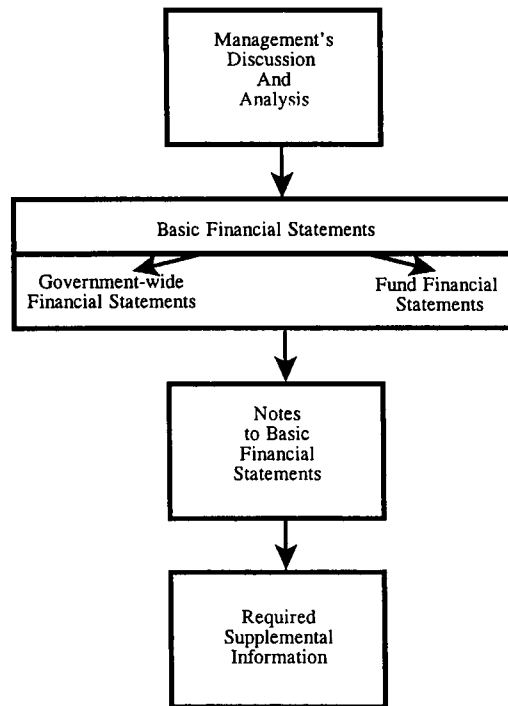 Management's
Discussion
And
Analysis
Basic Financial Statements
Government-wide
Financial Statements
Fund Financial
Statements
Notes
to Basic
Financial
Statements
Required
Supplemental
Information